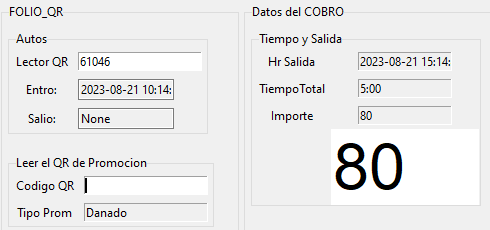 FOLIO_QR
Autos
Lector QR 61046
Entro: 2023-08-21 10:14:
Salio: None
Leer el QR de Promocion
Codigo QR
Tipo Prom Danado
Datos del COBRO
Tiempo y Salida
Hr Salida 2023-08-21 15:14:
TiempoTotal 5:00
Importe 80
80